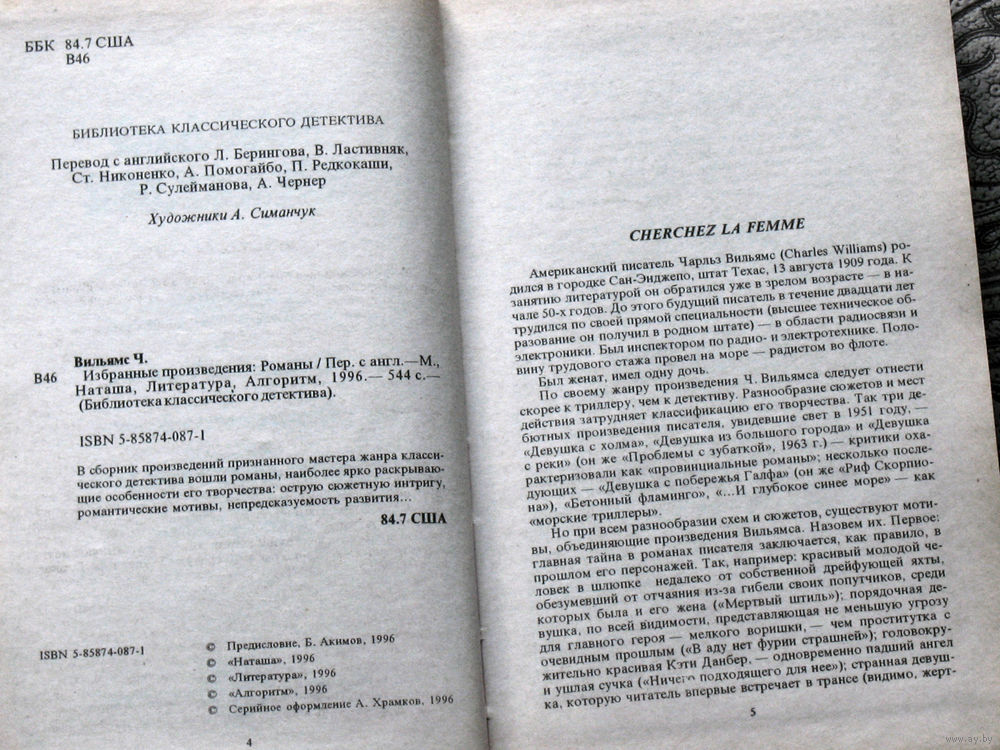 ББК 84.7 США
В46
БИБЛИОТЕКА КЛАССИЧЕСКОГО ДЕТЕКТИВА
Перевод с английского Л. Берингова, В. Ластивняк,
Ст. Никоненко, А. Помогайбо, П. Редкокаши,
Р. Сулейманова, А. Чернер
Художники А. Симанчук
Вильямс Ч.
В46 Избранные произведения: Романы / Пер. с англ.— М.,
Наташа, Литература, Алгоритм, 1996.— 544 с.—
(Библиотека классического детектива).
ISBN 5-85874-087-1
В сборник произведений признанного мастера жанра класси-
ческого детектива вошли романы, наиболее ярко раскрываю-
щие особенности его творчества: острую сюжетную интригу,
романтические мотивы, непредсказуемость развития...
84.7 США
ISBN 5-85874-087-1
© Предисловие, Б. Акимов, 1996
© «Наташа», 1996
© «Литература», 1996
© «Алгоритм», 1996
© Серийное оформление А. Храмков, 1996
4
CHERCHEZ LA FEMME
Американский писатель Чарльз Вильямс (Charles Williams) ро-
дился в городке Сан-Энджепо, штат Техас, 13 августа 1909 года. К
занятию литературой он обратился уже в зрелом возрасте — в на-
чале 50-х годов. До этого будущий писатель в течение двадцати лет
трудился по своей прямой специальности (высшее техническое об-
разование он получил в родном штате) — в области радиосвязи и
электроники. Был инспектором по радио- и электротехнике. Поло-
вину трудового стажа провел на море — радистом во флоте.
Был женат, имел одну дочь.
По своему жанру произведения Ч. Вильямса следует отнести
скорее к триллеру, чем к детективу. Разнообразие сюжетов и мест
действия затрудняет классификацию его творчества. Так три де-
бютных произведения писателя, увидевшие свет в 1951 году, —
«Девушка с холма», «Девушка из большого города» и «Девушка
с реки» (он же «Проблемы с зубаткой», 1963 г.) — критики оха-
рактеризовали как «провинциальные романы»; несколько после-
дующих — «Девушка с побережья Галфа» (он же «Риф Скорпио-
на»), «Бетонный фламинго», «...И глубокое синее море» — как
«морские триллеры».
Но при всем разнообразии схем и сюжетов, существуют моти-
вы, объединяющие произведения Вильямса. Назовем их. Первое:
главная тайна в романах писателя заключается, как правило, в
прошлом его персонажей. Так, например: красивый молодой че-
ловек в шлюпке недалеко от собственной дрейфующей яхты,
обезумевший от отчаяния из-за гибели своих попутчиков, среди
которых была и его жена («Мертвый штиль»); порядочная де-
вушка, по всей видимости, представляющая не меньшую угрозу
для главного героя — мелкого воришки, — чем проститутка с
очевидным прошлым («В аду нет фурии страшней»); головокру-
жительно красивая Кэти Данбер, — одновременно падший ангел
и ушлая сучка («Ничего подходящего для нее»); странная девуш-
ка, которую читатель впервые встречает в трансе (видимо, жерт-
5
www.ay.by